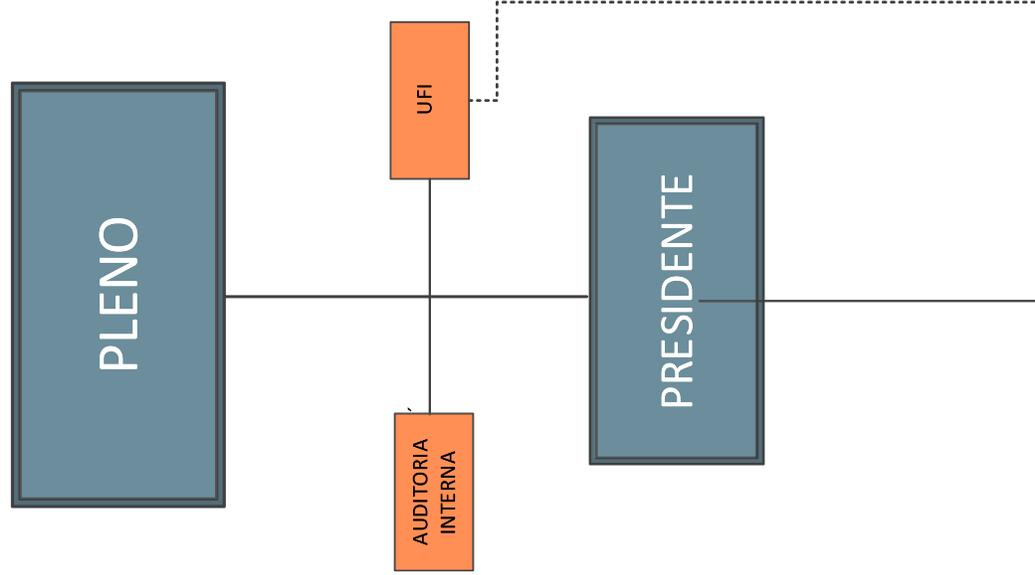 PLENO
UFI
AUDITORIA
INTERNA
PRESIDENTE